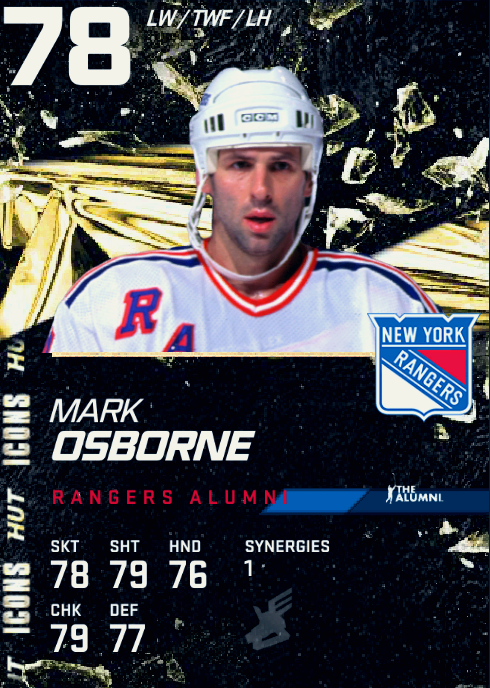 78
LW / TWF / LH
CCM
R A
NEW YORK
RANGERS
HUT
ICONS
HUT
ICONS
MARK
OSBORNE
RANGERS ALUMNI
THE
ALUMNI.
SKT SHT HND SYNERGIES
78 79 76 1
CHK DEF
79 77